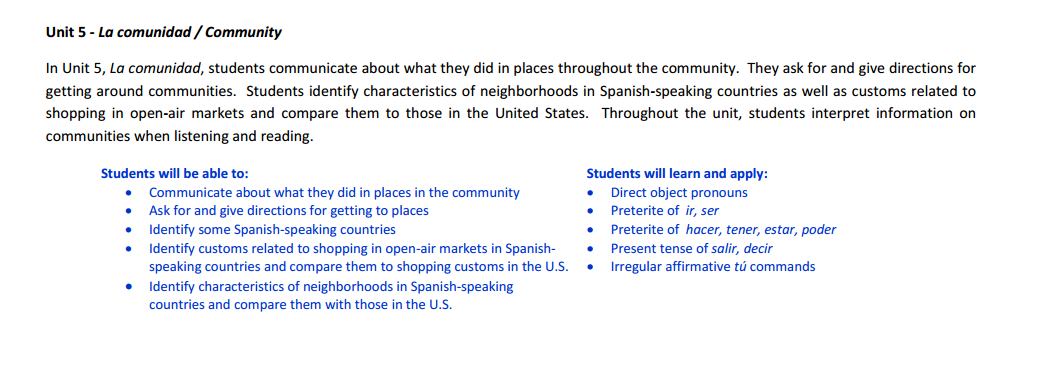 Unit 5 - La comunidad / Community
In Unit 5, La comunidad, students communicate about what they did in places throughout the community. They ask for and give directions for
getting around communities. Students identify characteristics of neighborhoods in Spanish-speaking countries as well as customs related to
shopping in open-air markets and compare them to those in the United States. Throughout the unit, students interpret information on
communities when listening and reading.
Students will be able to:
• Communicate about what they did in places in the community
• Ask for and give directions for getting to places
• Identify some Spanish-speaking countries
• Identify customs related to shopping in open-air markets in Spanish-
speaking countries and compare them to shopping customs in the U.S.
• Identify characteristics of neighborhoods in Spanish-speaking
countries and compare them with those in the U.S.
Students will learn and apply:
• Direct object pronouns
• Preterite of ir, ser
• Preterite of hacer, tener, estar, poder
• Present tense of salir, decir
• Irregular affirmative tú commands